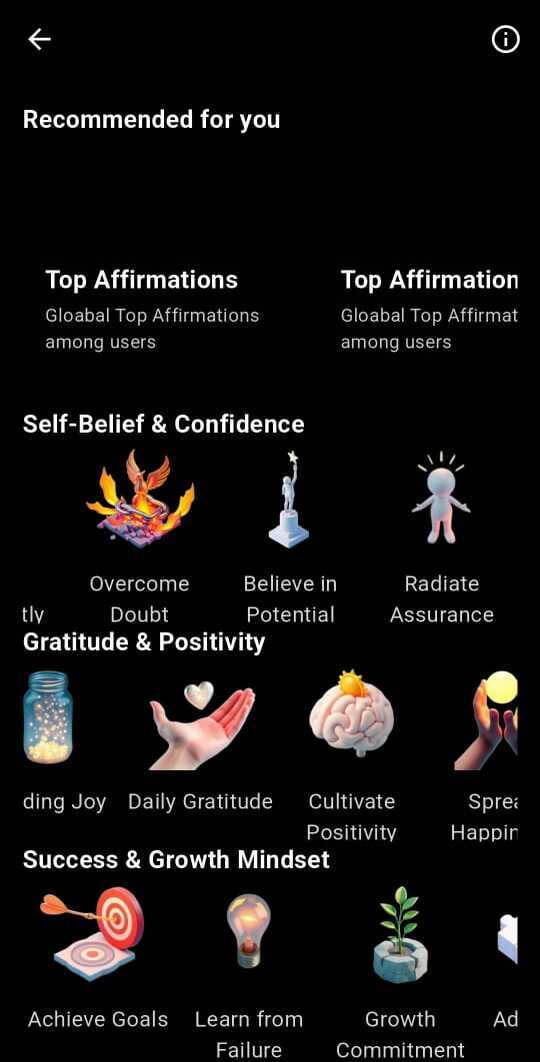 Recommended for you
Top Affirmations
Gloabal Top Affirmations
among users
Top Affirmation
Gloabal Top Affirmat
among users
Self-Belief & Confidence
tly
Overcome
Doubt
Believe in
Potential
Radiate
Assurance
Gratitude & Positivity
ding Joy
Daily Gratitude
Cultivate
Positivity
Sprea
Happin
Success & Growth Mindset
Achieve Goals
Learn from
Failure
Growth
Commitment
Ad